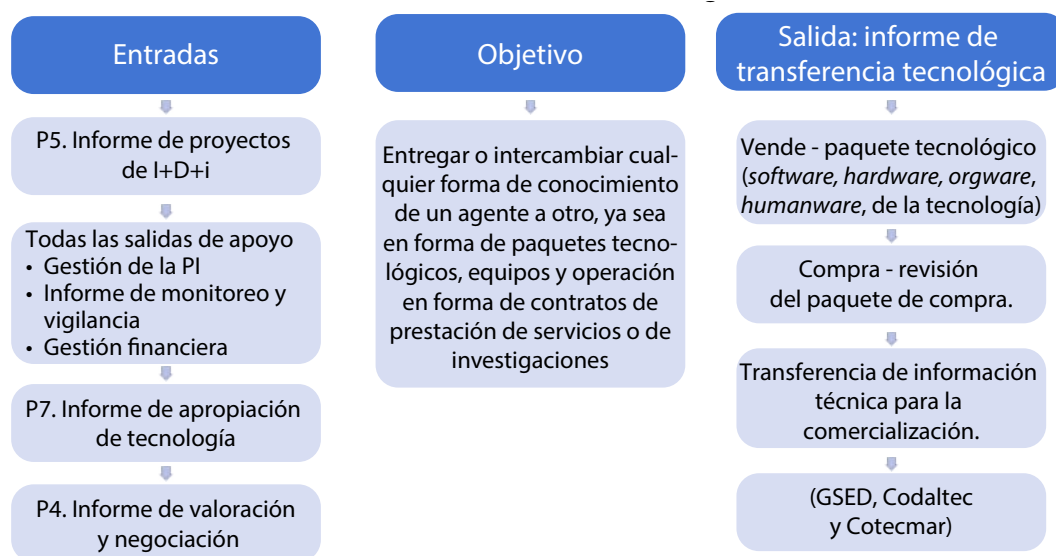 Entradas
P5. Informe de proyectos
de I+D+i
Todas las salidas de apoyo
• Gestión de la PI
• Informe de monitoreo y
vigilancia
• Gestión financiera
P7. Informe de apropiación
de tecnología
P4. Informe de valoración
y negociación
Objetivo
Entregar o intercambiar cual-
quier forma de conocimiento
de un agente a otro, ya sea
en forma de paquetes tecno-
lógicos, equipos y operación
en forma de contratos de
prestación de servicios o de
investigaciones
Salida: informe de
transferencia tecnológica
Vende - paquete tecnológico
(software, hardware, orgware,
humanware, de la tecnología)
Compra - revisión
del paquete de compra.
Transferencia de información
técnica para la
comercialización.
(GSED, Codaltec
y Cotecmar)